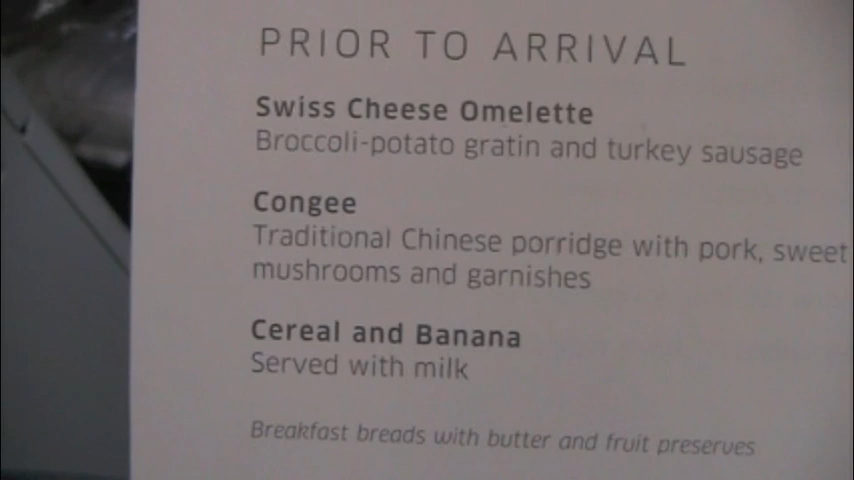 PRIOR TO ARRIVAL
Swiss Cheese Omelette
Broccoli-potato gratin and turkey sausage
Congee
Traditional Chinese porridge with pork, sweet
mushrooms and garnishes
Cereal and Banana
Served with milk
Breakfast breads with butter and fruit preserves